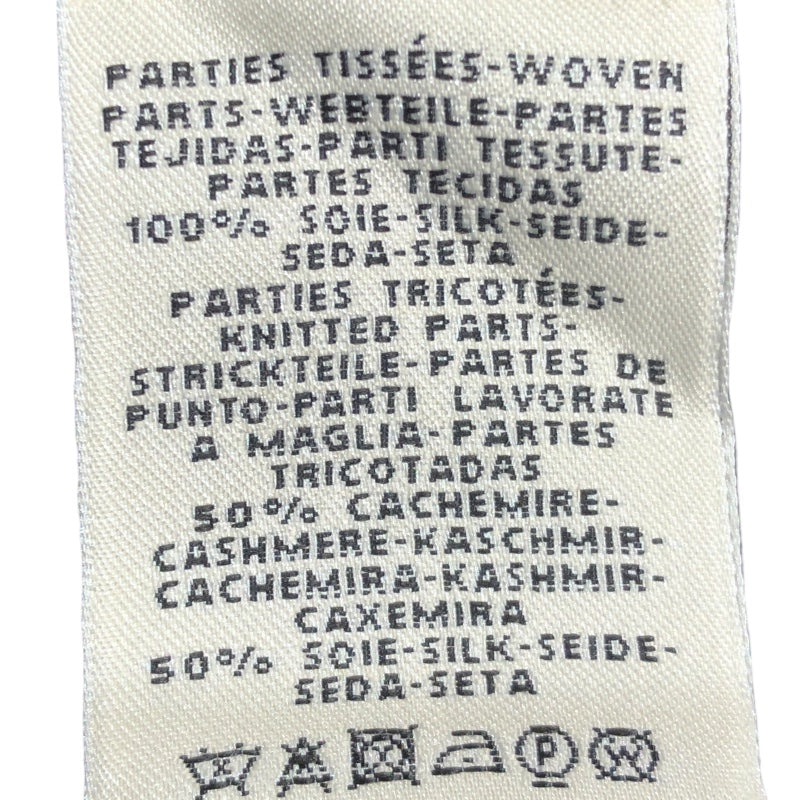 PARTIES TISSÉES-WOVEN
PARTS-WEBTEILE-PARTES
TEJIDAS-PARTI TESSUTE-
PARTES TECIDAS
100% SOIE-SILK-SEIDE-
SEDA-SETA
PARTIES TRICOTÉES-
KNITTED PARTS-
STRICKTEILE-PARTES DE
PUNTO-PARTI LAVORATE
A MAGLIA-PARTES
TRICOTADAS
50% CACHEMIRE-
CASHMERE-KASCHMIR-
CACHEMIRA-KASHMIR-
CAXEMIRA
50% SOIE-SILK-SEIDE-
SEDA-SETA
P W